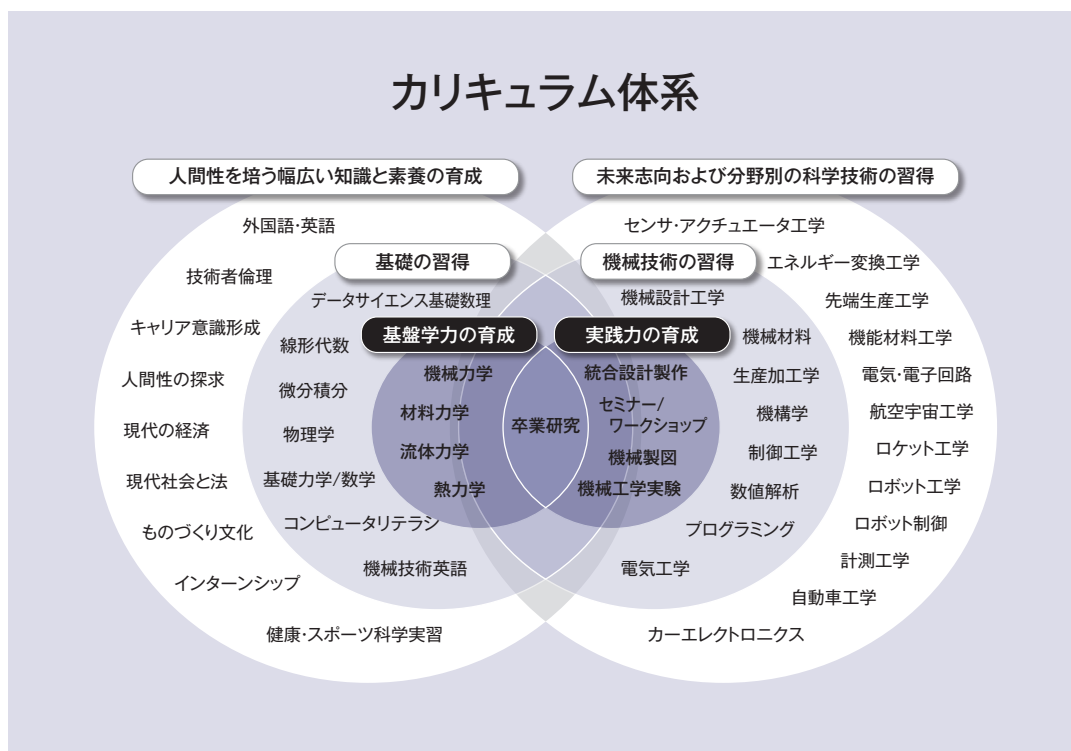 カリキュラム体系
人間性を培う幅広い知識と素養の育成
外国語・英語
技術者倫理
キャリア意識形成
人間性の探求
現代の経済
現代社会と法
ものづくり文化
インターンシップ
健康・スポーツ科学実習
基礎の習得
データサイエンス基礎数理
線形代数
微分積分
物理学
基礎力学/数学
コンピュータリテラシ
機械技術英語
基盤学力の育成
機械力学
材料力学
流体力学
熱力学
卒業研究
実践力の育成
統合設計製作
セミナー/
ワークショップ
機械製図
機械工学実験
機械技術の習得
機械設計工学
機械材料
生産加工学
機構学
制御工学
数値解析
プログラミング
電気工学
未来志向および分野別の科学技術の習得
センサ・アクチュエータ工学
エネルギー変換工学
先端生産工学
機能材料工学
電気・電子回路
航空宇宙工学
ロケット工学
ロボット工学
ロボット制御
計測工学
自動車工学
カーエレクトロニクス